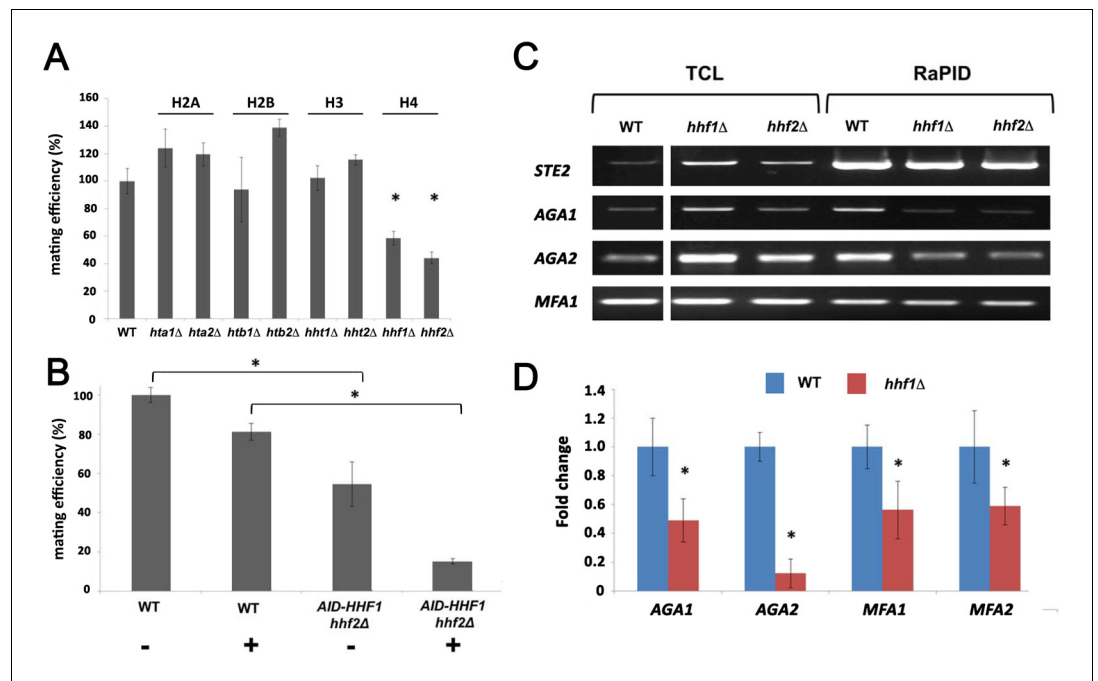 A
H2A H2B H3 H4
mating efficiency (%)
160
140
120
100
80
60
40
20
0
* *
WT hta1Δ hta2Δ htb1Δ htb2Δ hht1Δ hht2Δ hhf1Δ hhf2Δ
B
mating efficiency (%)
100
80
60
40
20
0
*
*
WT WT AID-HHF1 AID-HHF1
hhf2Δ hhf2Δ
- + - +
C
TCL RaPID
WT hhf1Δ hhf2Δ WT hhf1Δ hhf2Δ
STE2
AGA1
AGA2
MFA1
D
WT hhf1Δ
Fold change
1.4
1.2
1.0
0.8
0.6
0.4
0.2
0
* * * *
AGA1 AGA2 MFA1 MFA2